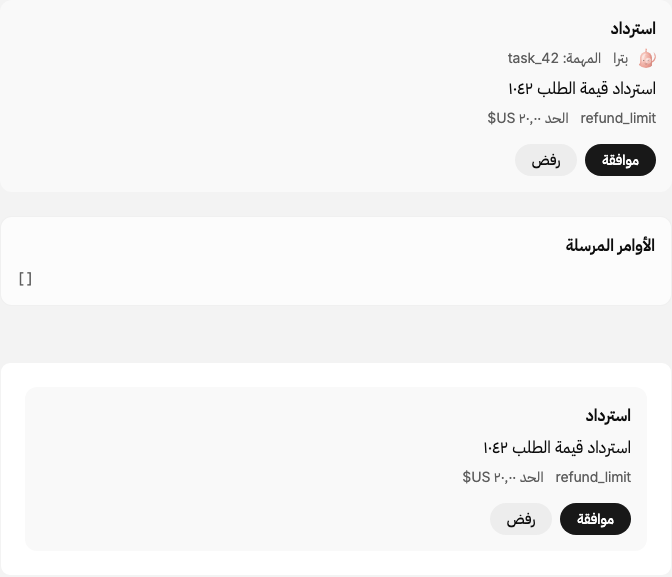 استرداد
بترا المهمة: task_42
استرداد قيمة الطلب ١٠٤٢
refund_limit الحد ٢٠,٠٠ US$
موافقة رفض
الأوامر المرسلة
[]
استرداد
استرداد قيمة الطلب ١٠٤٢
refund_limit الحد ٢٠,٠٠ US$
موافقة رفض